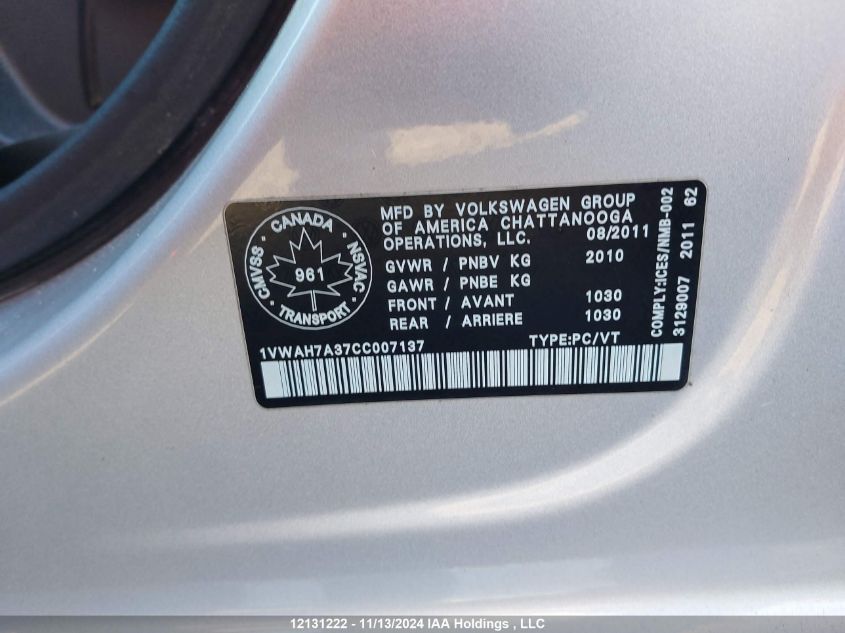 CANADA
CMVSS
NSVAC
961
TRANSPORT
MFD BY VOLKSWAGEN GROUP
OF AMERICA CHATTANOOGA
OPERATIONS, LLC. 08/2011
GVWR / PNBV KG 2010
GAWR / PNBE KG
FRONT / AVANT 1030
REAR / ARRIERE 1030
1VWAH7A37CC007137 TYPE:PC/VT
COMPLY:ICES/NMB-002
3129007 2011 62
12131222 - 11/13/2024 IAA Holdings , LLC